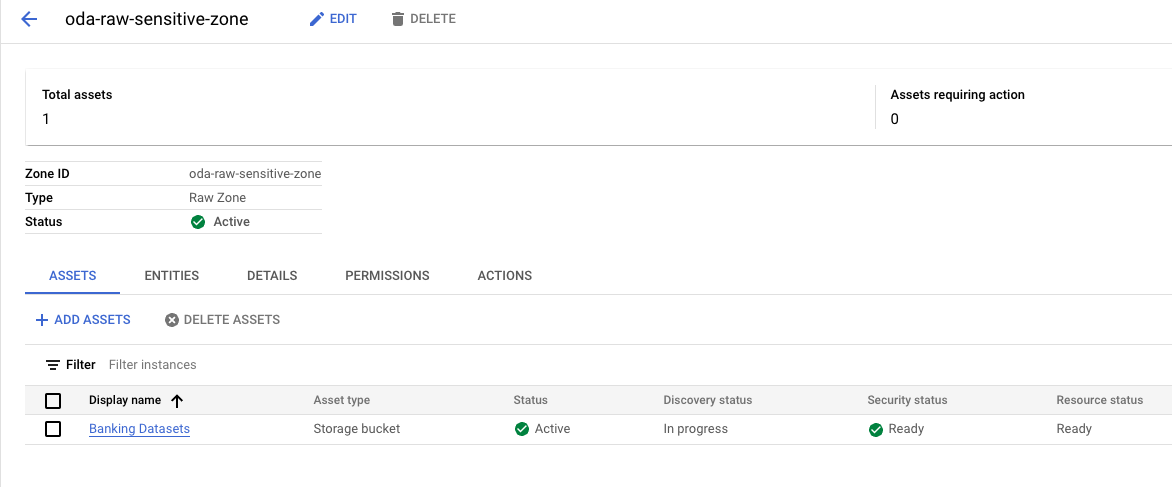 oda-raw-sensitive-zone EDIT DELETE
Total assets
1
Assets requiring action
0
Zone ID oda-raw-sensitive-zone
Type Raw Zone
Status Active
ASSETS ENTITIES DETAILS PERMISSIONS ACTIONS
ADD ASSETS DELETE ASSETS
Filter Filter instances
Display name Asset type Status Discovery status Security status Resource status
Banking Datasets Storage bucket Active In progress Ready Ready